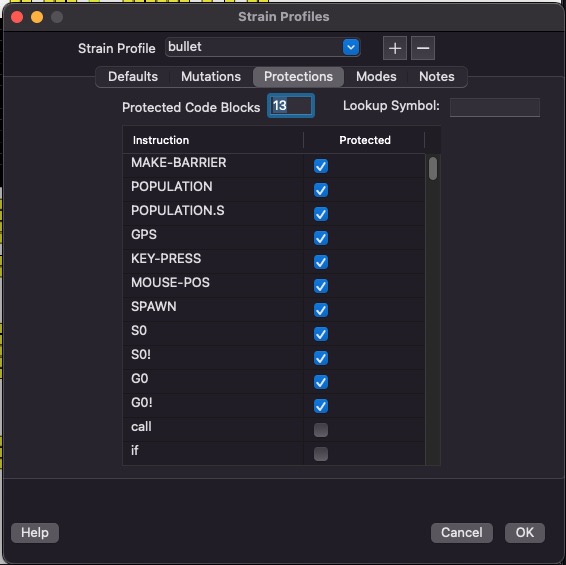 Strain Profiles
Strain Profile bullet + −
Defaults Mutations Protections Modes Notes
Protected Code Blocks 13 Lookup Symbol:
Instruction Protected
MAKE-BARRIER
POPULATION
POPULATION.S
GPS
KEY-PRESS
MOUSE-POS
SPAWN
S0
S0!
G0
G0!
call
if
Help Cancel OK